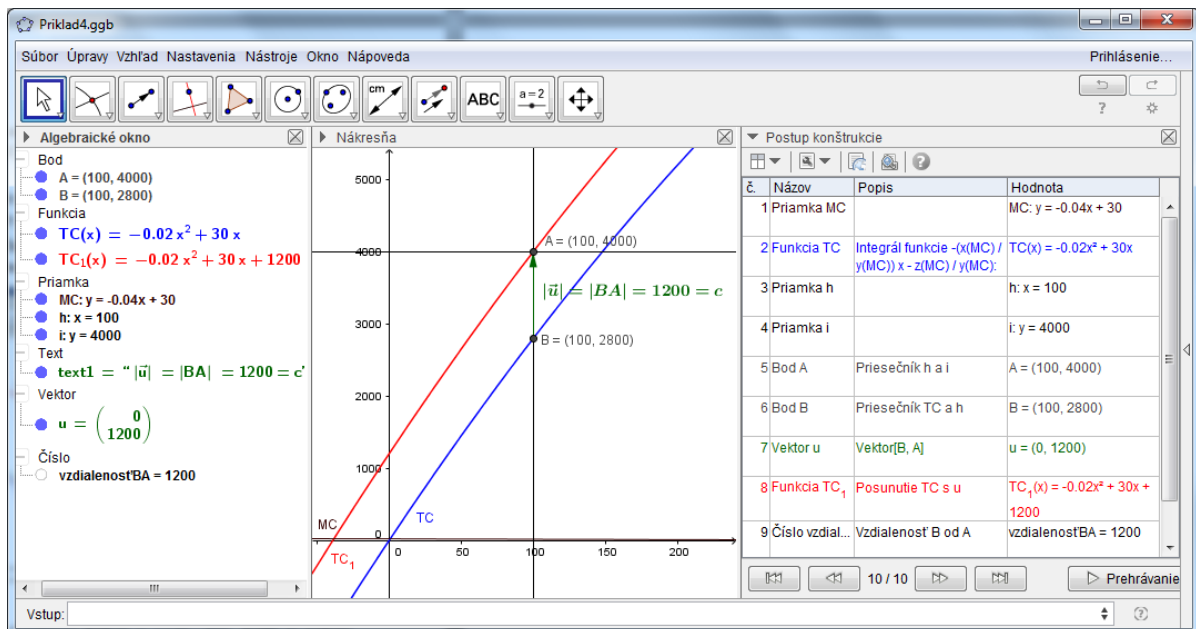 Priklad4.ggb
Súbor Úpravy Vzhľad Nastavenia Nástroje Okno Nápoveda
Prihlásenie...
cm
ABC
a = 2
?
Algebraické okno
Bod
A = (100, 4000)
B = (100, 2800)
Funkcia
TC(x) = −0.02 x² + 30 x
TC₁(x) = −0.02 x² + 30 x + 1200
Priamka
MC: y = -0.04x + 30
h: x = 100
i: y = 4000
Text
text1 = “ |u⃗| = |BA| = 1200 = c”
Vektor
u = (0
1200)
Číslo
vzdialenosťBA = 1200
Nákresňa
5000
4000
3000
2000
1000
0
0 50 100 150 200
A = (100, 4000)
|u⃗| = |BA| = 1200 = c
B = (100, 2800)
MC
TC
TC₁
Postup konštrukcie
?
č. Názov Popis Hodnota
1 Priamka MC MC: y = -0.04x + 30
2 Funkcia TC Integrál funkcie -(x(MC) / TC(x) = -0.02x² + 30x
y(MC)) x - z(MC) / y(MC):
3 Priamka h h: x = 100
4 Priamka i i: y = 4000
5 Bod A Priesečník h a i A = (100, 4000)
6 Bod B Priesečník TC a h B = (100, 2800)
7 Vektor u Vektor[B, A] u = (0, 1200)
8 Funkcia TC₁ Posunutie TC s u TC₁(x) = -0.02x² + 30x +
1200
9 Číslo vzdial... Vzdialenosť B od A vzdialenosťBA = 1200
10 / 10
Prehrávanie
Vstup:
?